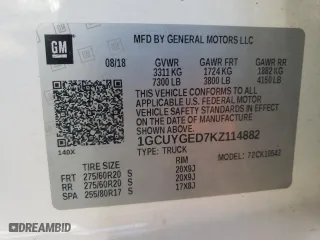 GM
MFD BY GENERAL MOTORS LLC
08/18 GVWR GAWR FRT GAWR RR
3311 KG 1724 KG 1882 KG
7300 LB 3800 LB 4150 LB
THIS VEHICLE CONFORMS TO ALL APPLICABLE U.S. FEDERAL
MOTOR VEHICLE SAFETY STANDARDS IN EFFECT ON THE
DATE OF MANUFACTURE SHOWN ABOVE.
1GCUYGED7KZ114882
140X TYPE: TRUCK MODEL:
TIRE SIZE RIM
FRT 275/60R20 S 20X9J
RR 275/60R20 S 20X9J
SPA 255/80R17 S 17X8J